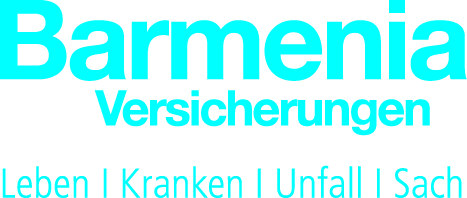 Barmenia
Versicherungen
Leben | Kranken | Unfall | Sach